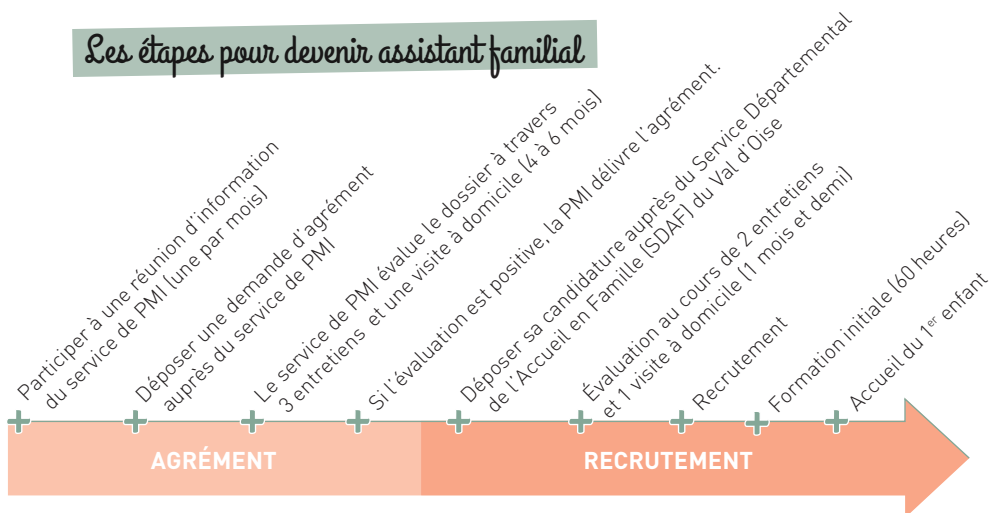 Les étapes pour devenir assistant familial
Participer à une réunion d'information
du service de PMI (une par mois)
Déposer une demande d'agrément
auprès du service de PMI
Le service de PMI évalue le dossier à travers
3 entretiens et une visite à domicile (4 à 6 mois)
Si l'évaluation est positive, la PMI délivre l'agrément.
Déposer sa candidature auprès du Service Départemental
de l'Accueil en Famille (SDAF) du Val d'Oise
Évaluation au cours de 2 entretiens
et 1 visite à domicile (1 mois et demi)
Recrutement
Formation initiale (60 heures)
Accueil du 1er enfant
AGRÉMENT
RECRUTEMENT